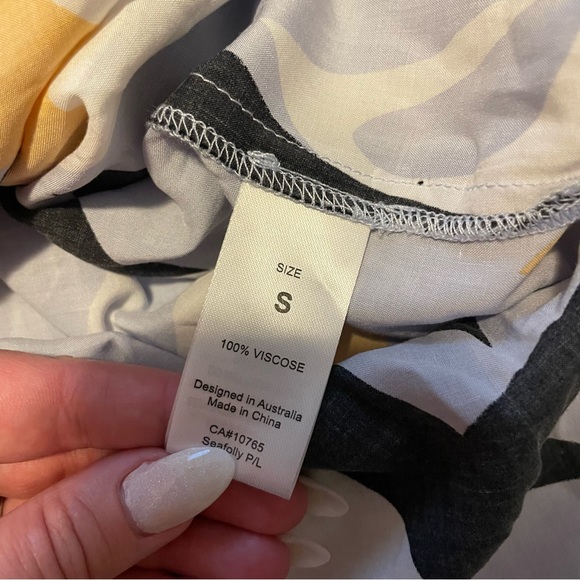 SIZE
S
100% VISCOSE
Designed in Australia
Made in China
CA#10765
Seafolly P/L